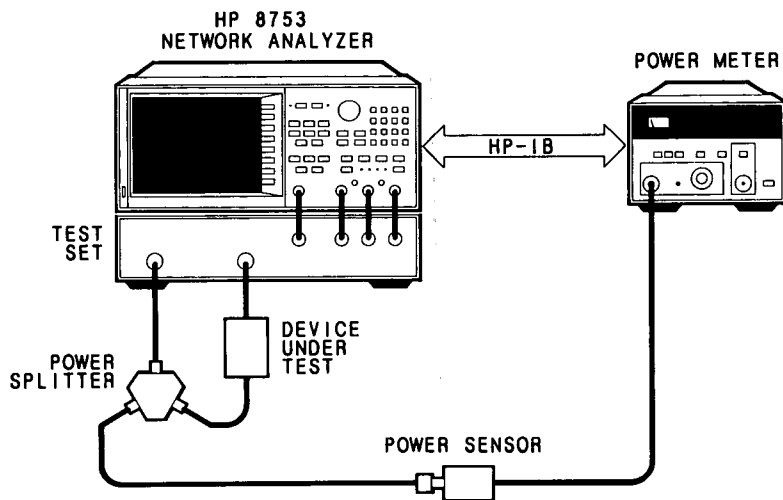 HP 8753
NETWORK ANALYZER
POWER METER
HP-IB
TEST
SET
DEVICE
UNDER
TEST
POWER
SPLITTER
POWER SENSOR